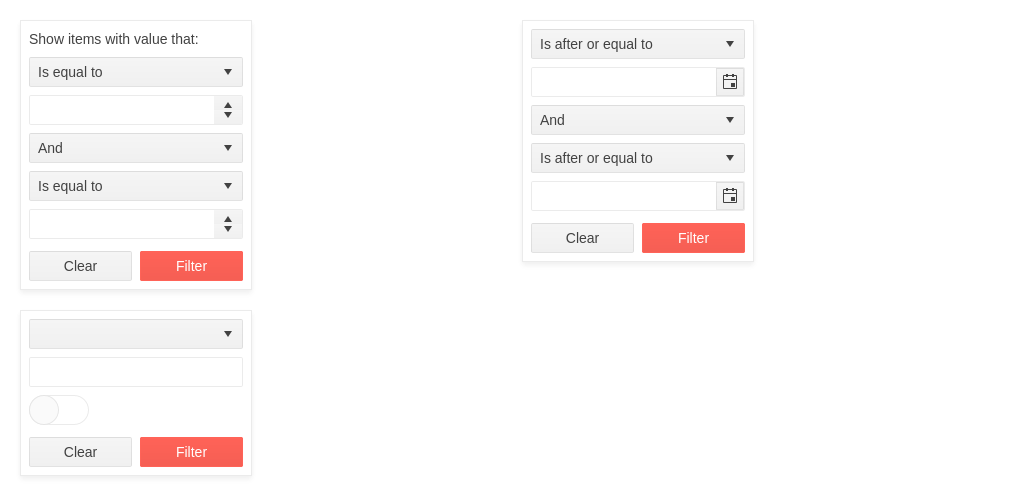 Show items with value that:
Is equal to
And
Is equal to
Clear
Filter
Is after or equal to
And
Is after or equal to
Clear
Filter
Clear
Filter